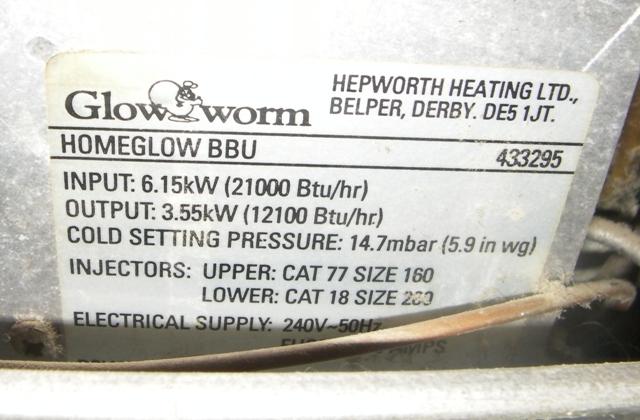 Glow worm
HEPWORTH HEATING LTD.,
BELPER, DERBY. DE5 1JT.
HOMEGLOW BBU 433295
INPUT: 6.15kW (21000 Btu/hr)
OUTPUT: 3.55kW (12100 Btu/hr)
COLD SETTING PRESSURE: 14.7mbar (5.9 in wg)
INJECTORS: UPPER: CAT 77 SIZE 160
LOWER: CAT 18 SIZE
ELECTRICAL SUPPLY: 240V~50Hz